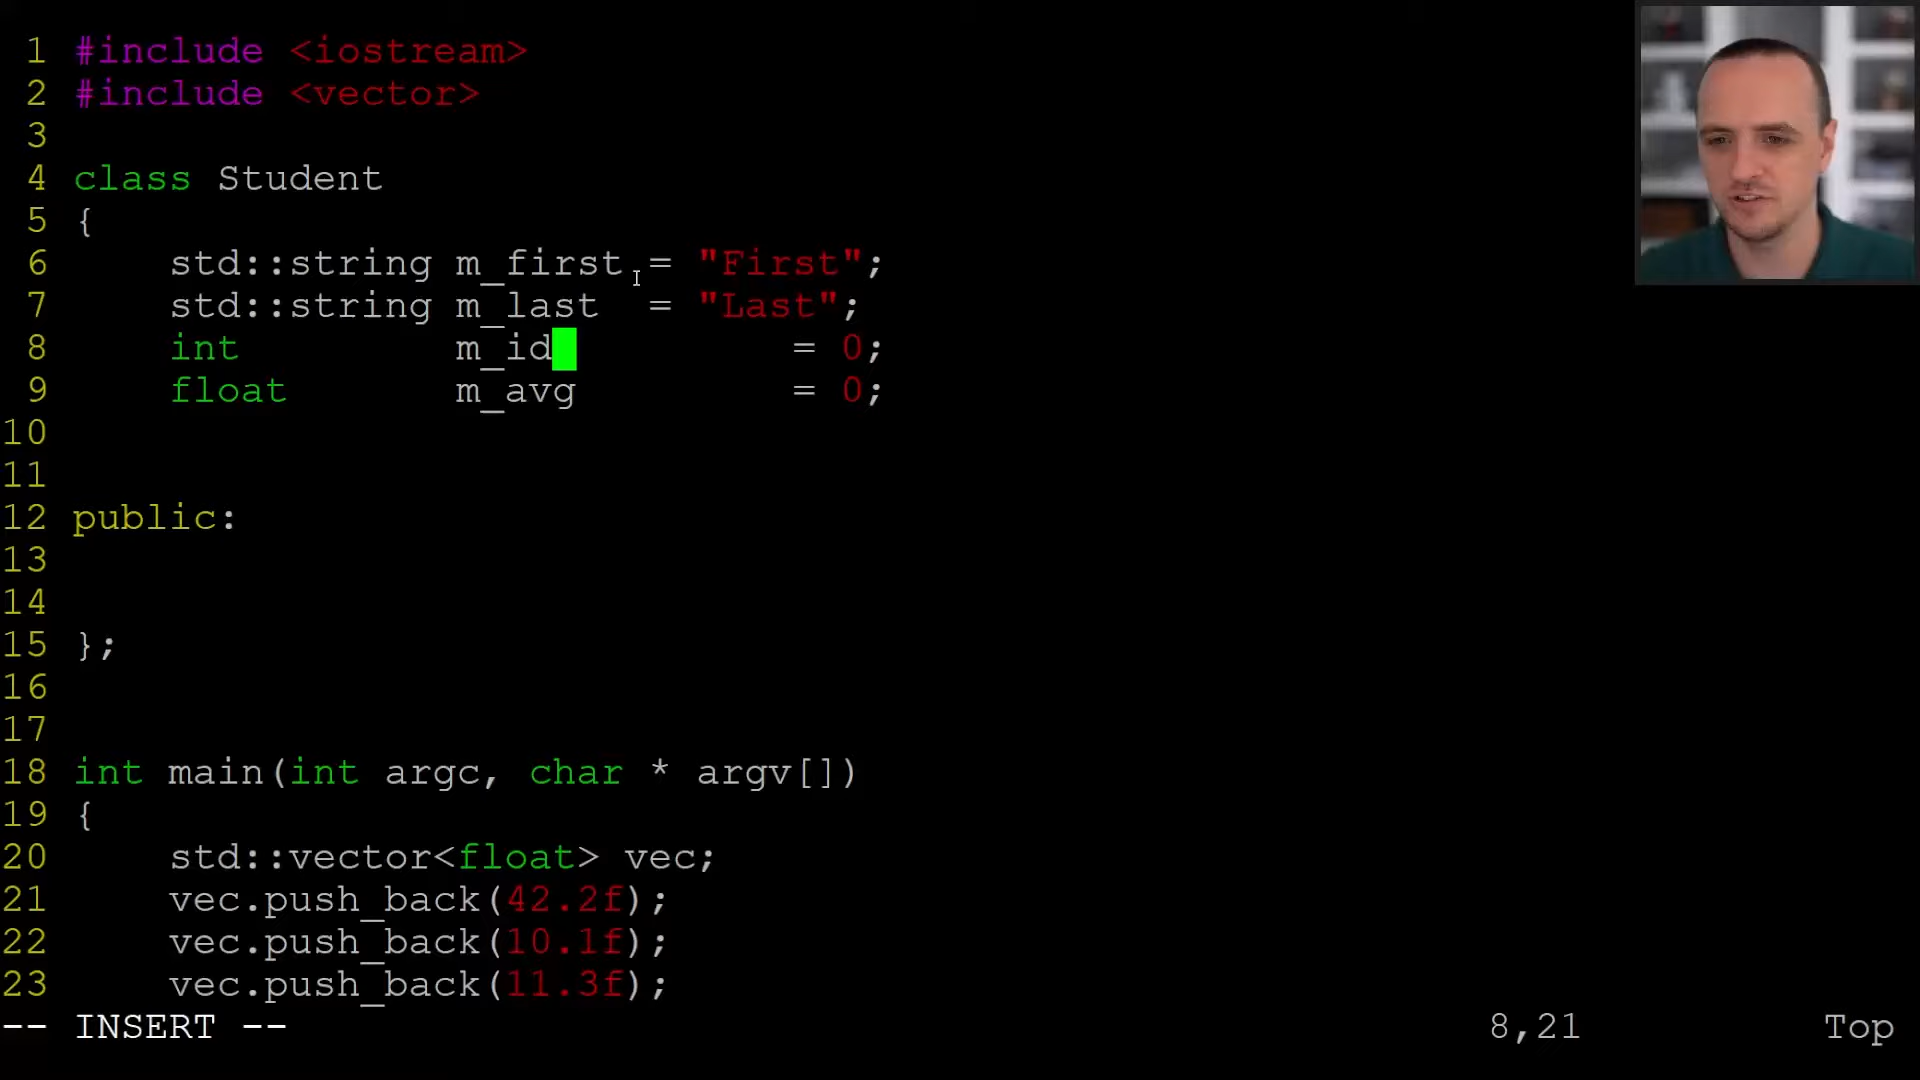 1 #include <iostream>
2 #include <vector>
3
4 class Student
5 {
6     std::string m_first = "First";
7     std::string m_last  = "Last";
8     int         m_id          = 0;
9     float       m_avg         = 0;
10
11
12 public:
13
14
15 };
16
17
18 int main(int argc, char * argv[])
19 {
20     std::vector<float> vec;
21     vec.push_back(42.2f);
22     vec.push_back(10.1f);
23     vec.push_back(11.3f);
-- INSERT -- 8,21 Top